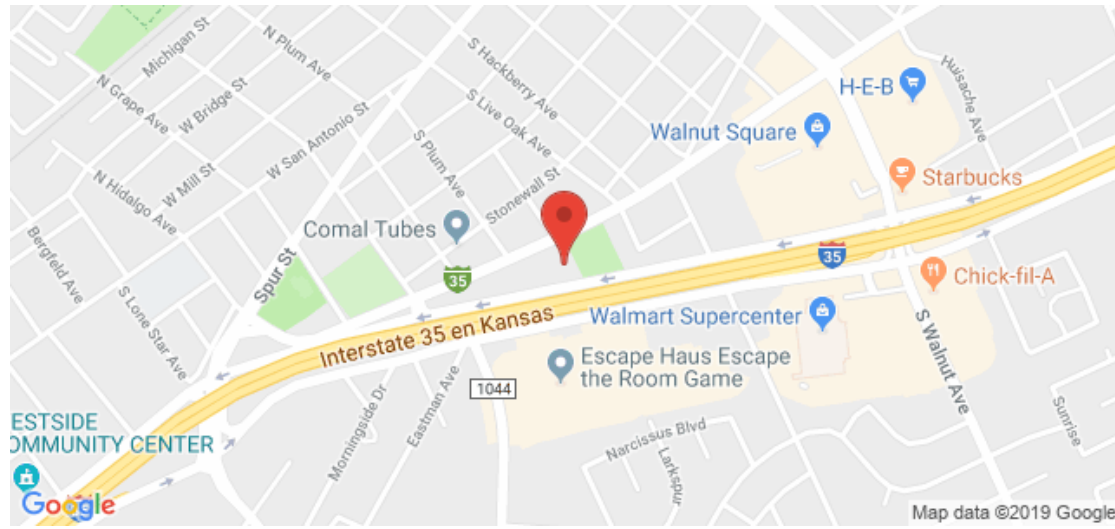 Michigan St
N Plum Ave
S Hackberry Ave
H-E-B
Huisache Ave
N Grape Ave
W Bridge St
S Live Oak Ave
Walnut Square
W San Antonio St
S Plum Ave
Starbucks
N Hidalgo Ave
W Mill St
Stonewall St
Comal Tubes
Bergfeld Ave
Spur St
35
35
Chick-fil-A
S Lone Star Ave
Interstate 35 en Kansas
Walmart Supercenter
S Walnut Ave
Escape Haus Escape
the Room Game
1044
Morningside Dr
Eastman Ave
Narcissus Blvd
Larkspur
Sunrise
ESTSIDE
OMMUNITY CENTER
Google
Map data ©2019 Google